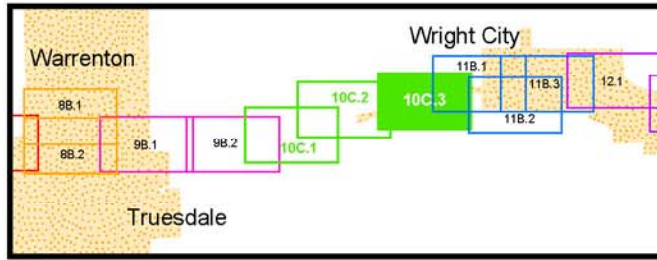 Wright City
Warrenton
11B.1
8B.1
10C.2
10C.3
11B.3
12.1
11B.2
9B.1
9B.2
10C.1
8B.2
Truesdale